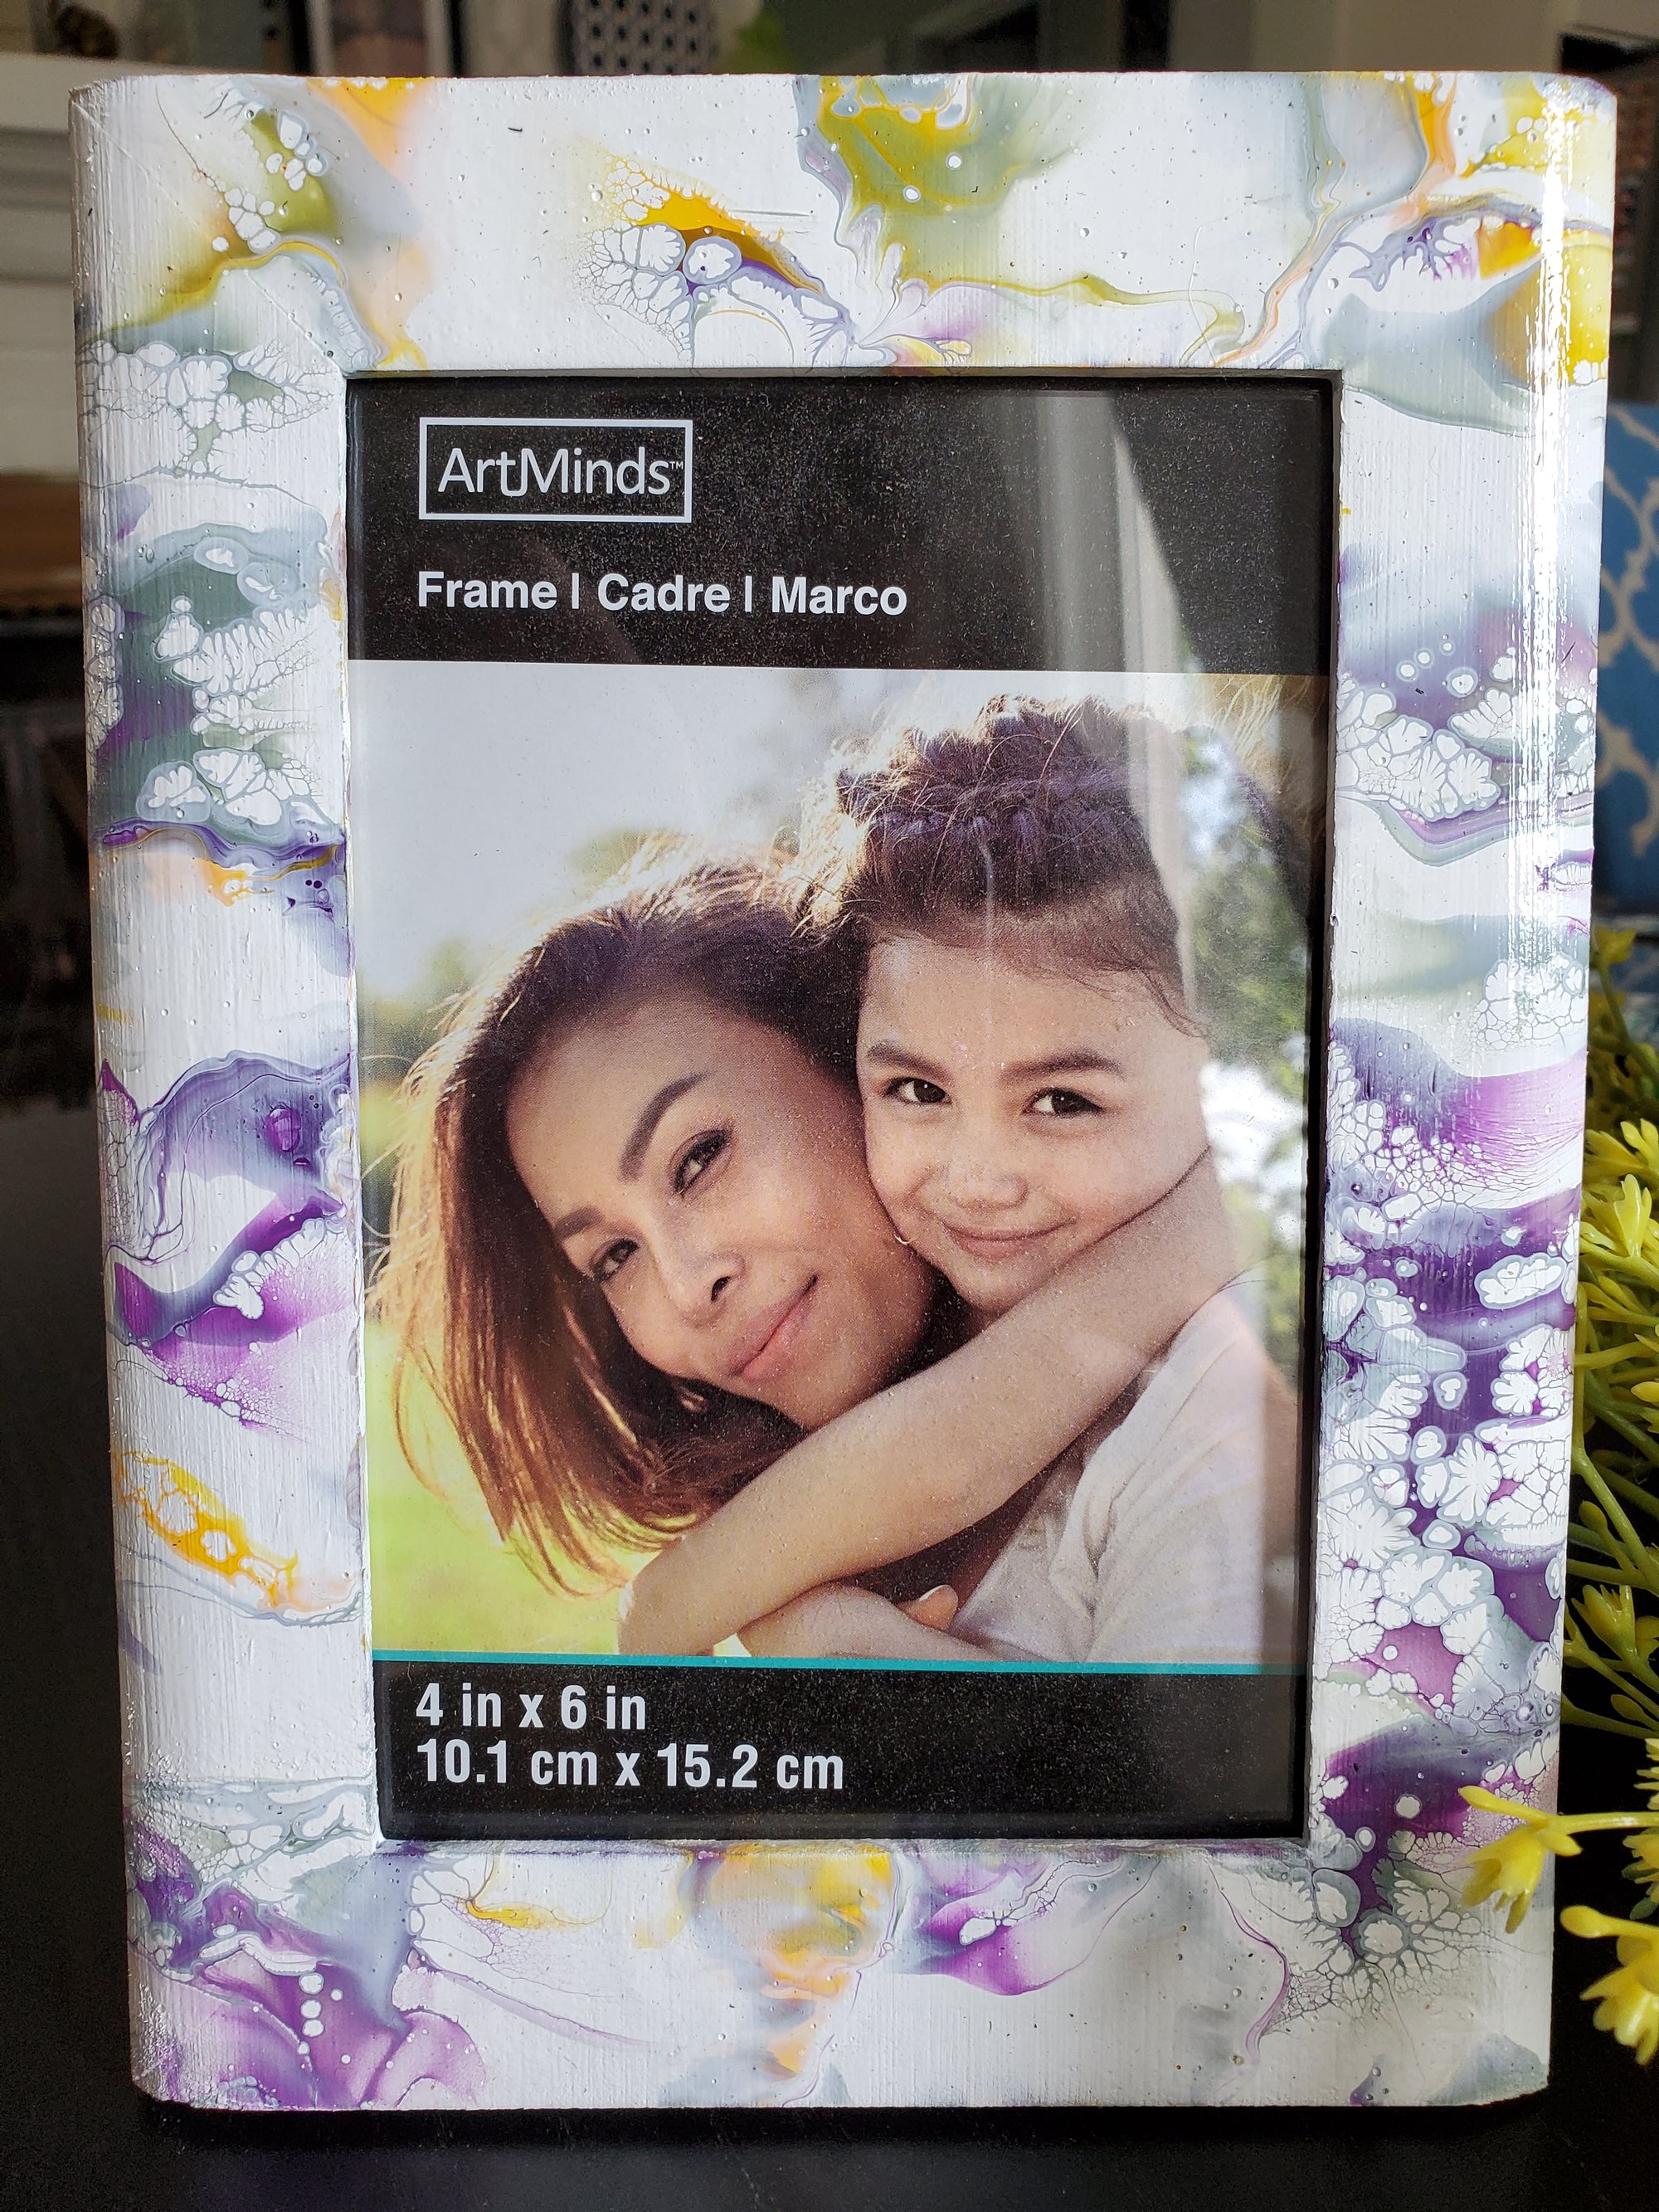 ArtMinds™
Frame | Cadre | Marco
4 in x 6 in
10.1 cm x 15.2 cm